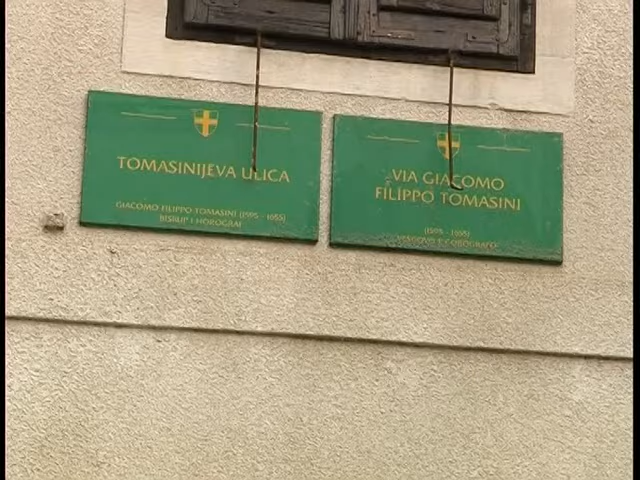 TOMASINIJEVA ULICA
GIACOMO FILIPPO TOMASINI (1595 - 1655)
BISKUP I HOROGRAF
VIA GIACOMO
FILIPPO TOMASINI
(1595 - 1655)
VESCOVO E COROGRAFO